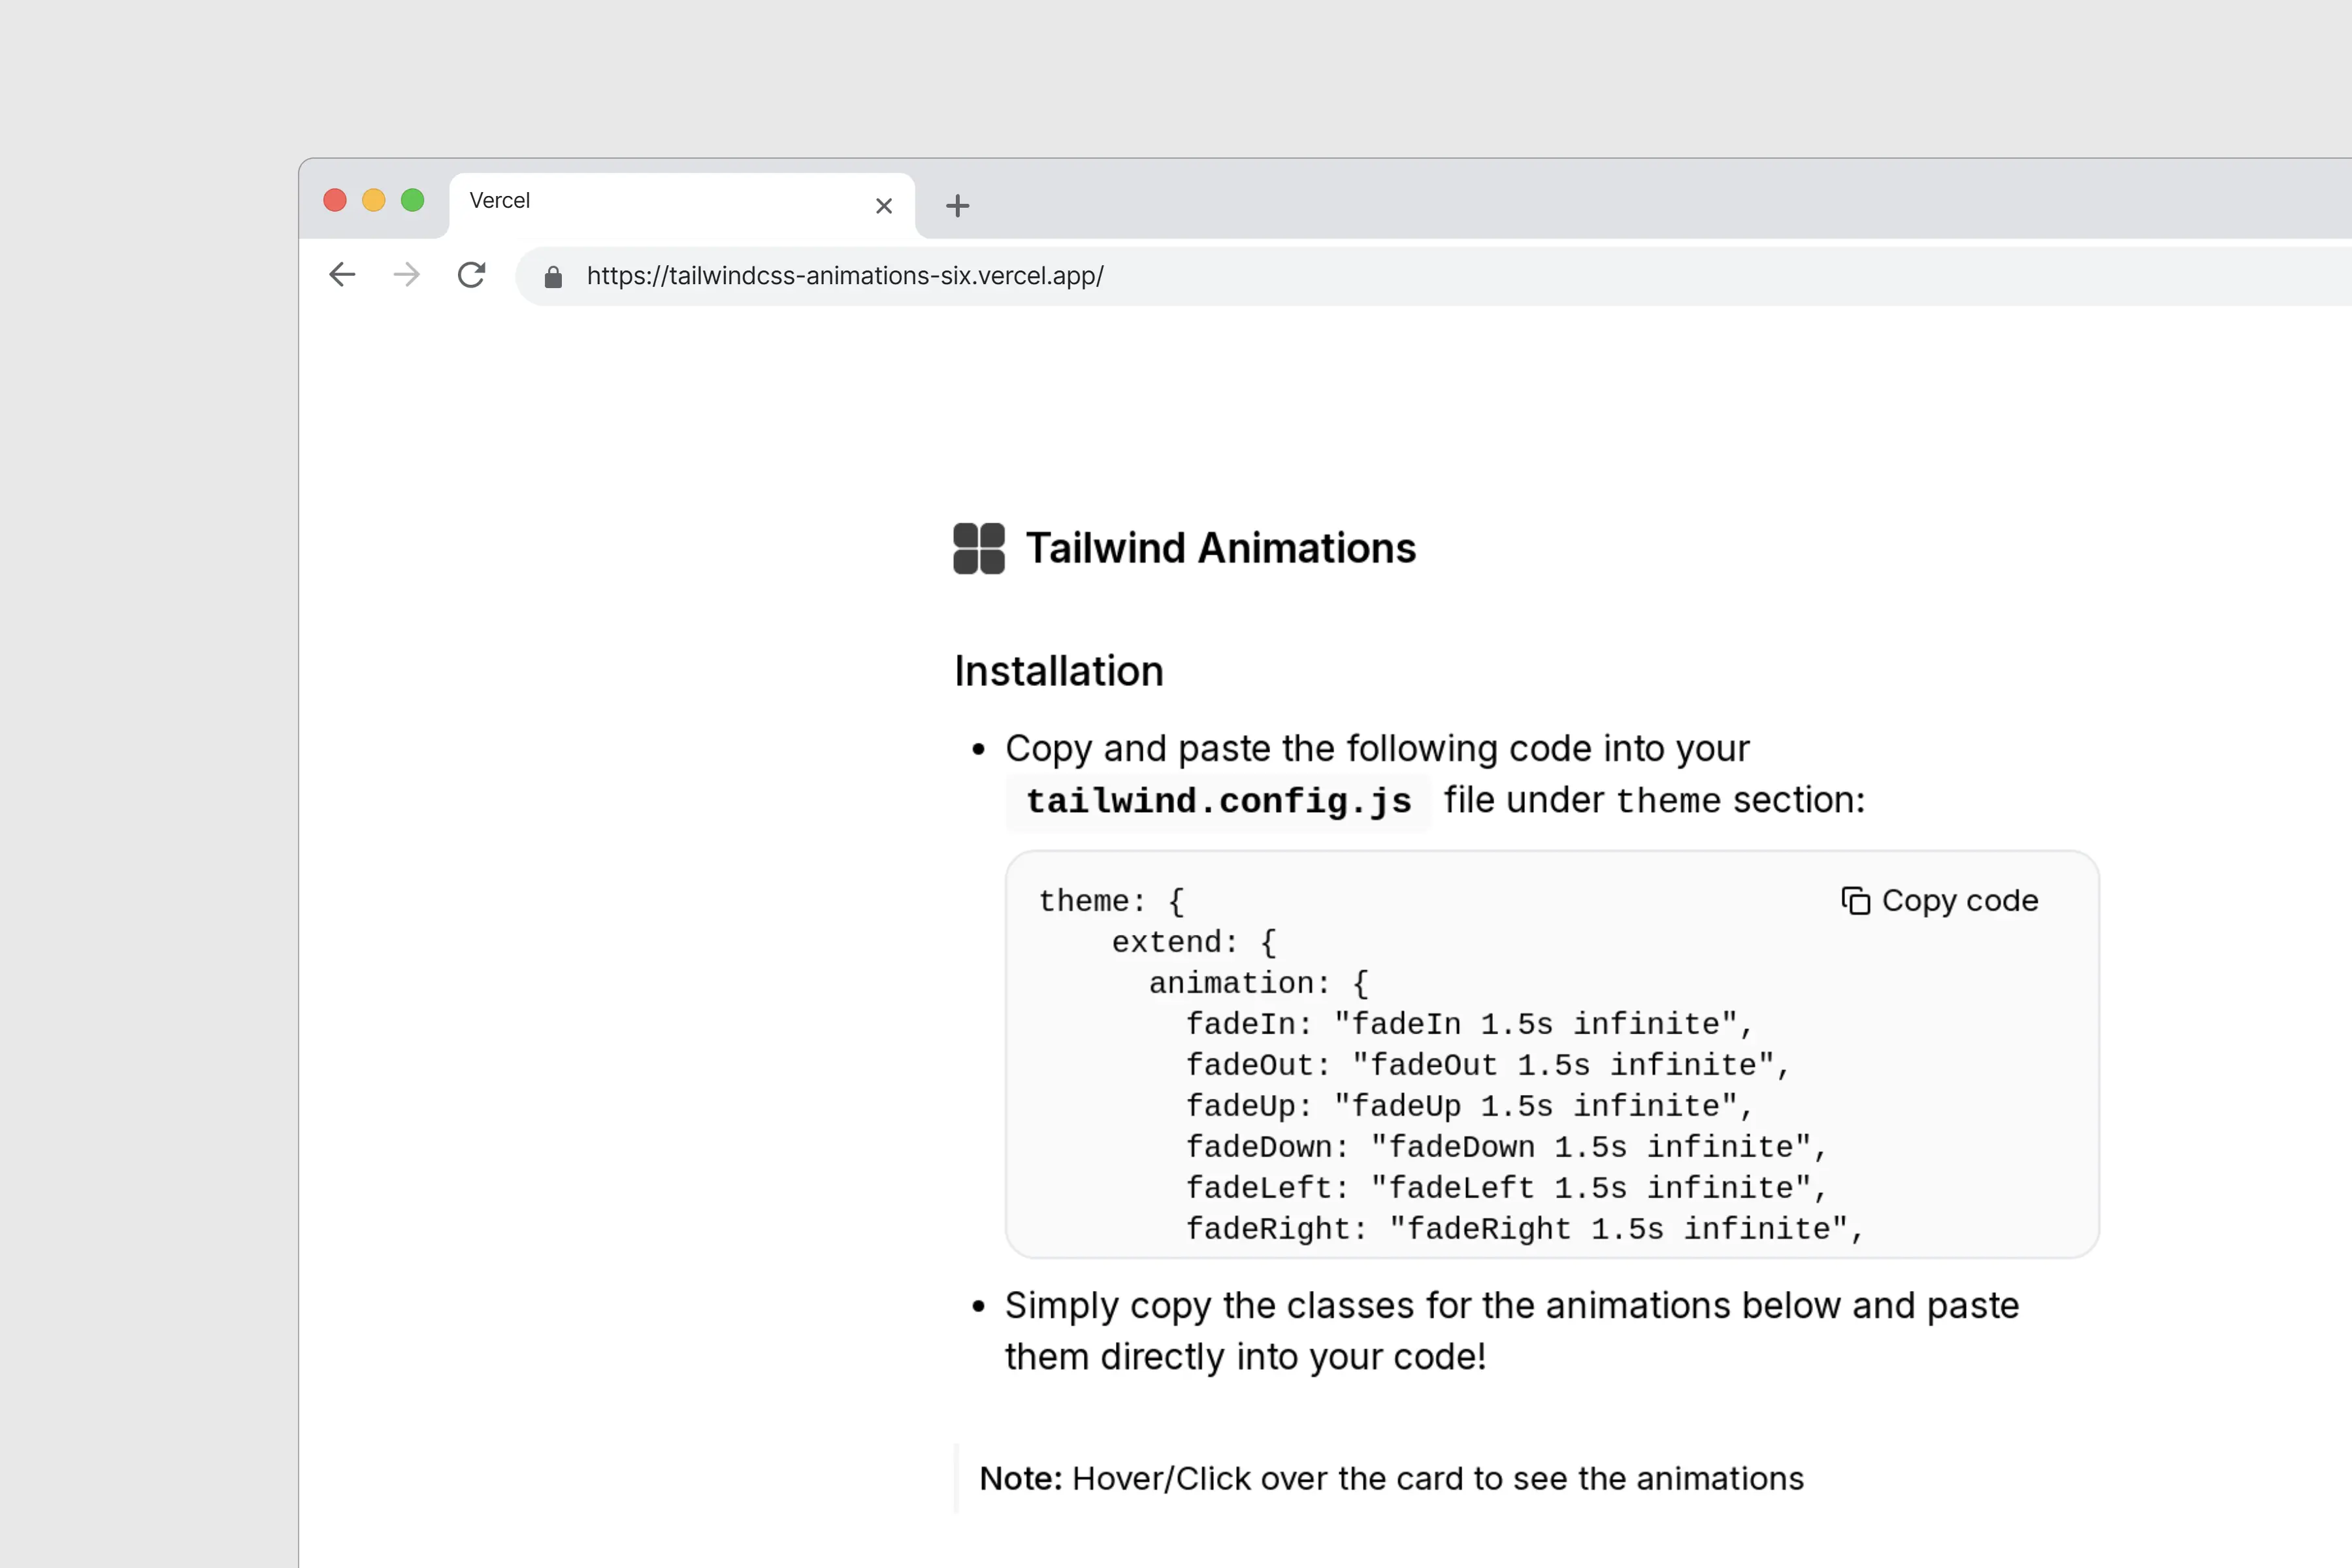 Vercel
https://tailwindcss-animations-six.vercel.app/
Tailwind Animations
Installation
Copy and paste the following code into your
tailwind.config.js file under theme section:
Copy code
theme: {
    extend: {
      animation: {
        fadeIn: "fadeIn 1.5s infinite",
        fadeOut: "fadeOut 1.5s infinite",
        fadeUp: "fadeUp 1.5s infinite",
        fadeDown: "fadeDown 1.5s infinite",
        fadeLeft: "fadeLeft 1.5s infinite",
        fadeRight: "fadeRight 1.5s infinite",
Simply copy the classes for the animations below and paste
them directly into your code!
Note: Hover/Click over the card to see the animations